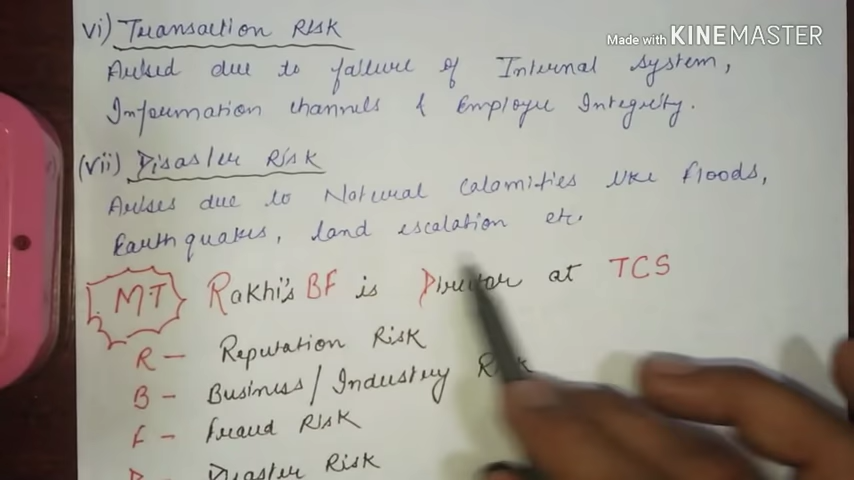 Made with KINEMASTER
vi) Transaction Risk
Arised due to failure of Internal system,
Information channels & Employee Integrity.
(vii) Disaster Risk
Arises due to Natural calamities like floods,
Earthquakes, land escalation etc.
M.T Rakhi's BF is Director at TCS
R - Reputation Risk
B - Business/Industry Risk
F - Fraud Risk
D - Disaster Risk